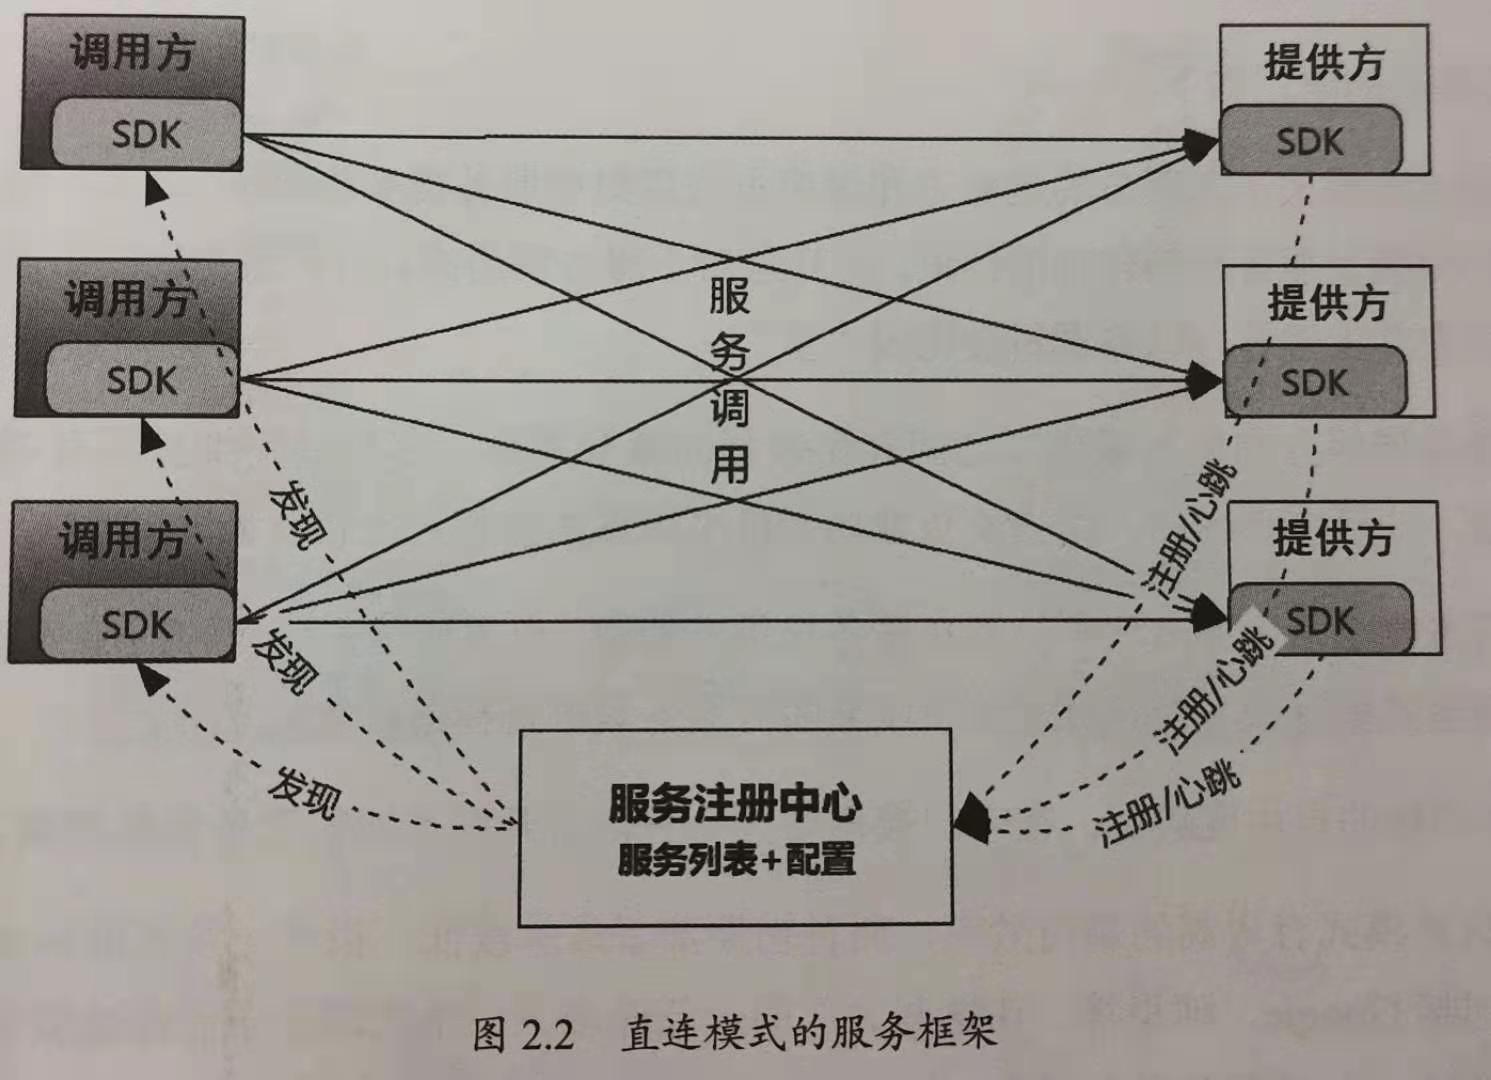 调用方
SDK
提供方
SDK
调用方
SDK
服务调用
提供方
SDK
调用方
SDK
提供方
SDK
发现
发现
发现
注册/心跳
注册/心跳
注册/心跳
服务注册中心
服务列表+配置
图 2.2 直连模式的服务框架